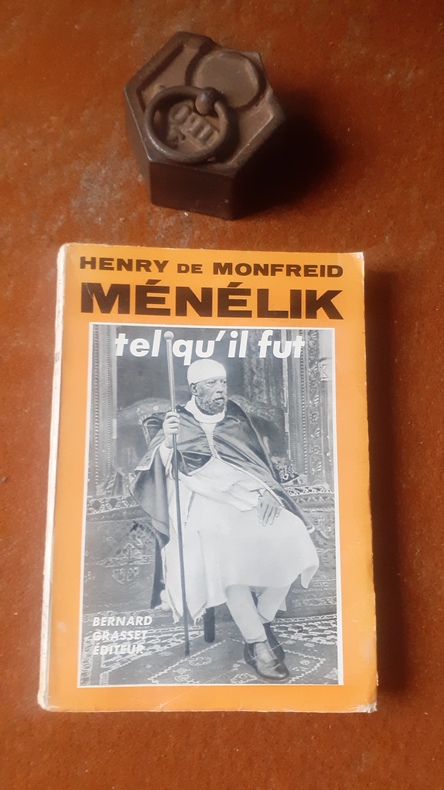 HENRY DE MONFREID
MÉNÉLIK
tel qu'il fut
BERNARD
GRASSET
ÉDITEUR